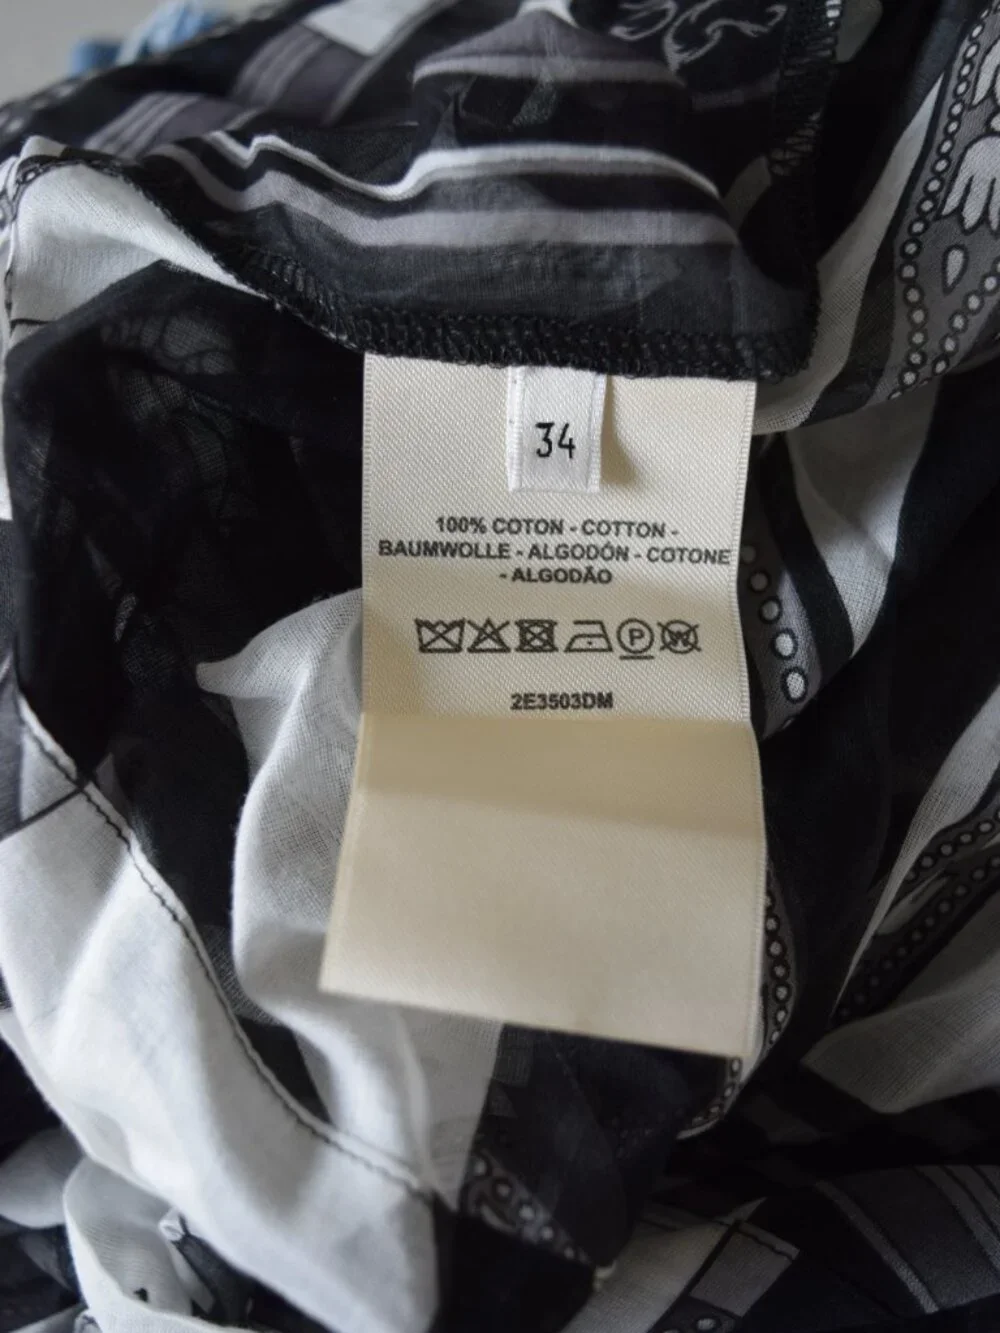 34
100% COTON - COTTON -
BAUMWOLLE - ALGODÓN - COTONE
- ALGODÃO
P W
2E3503DM